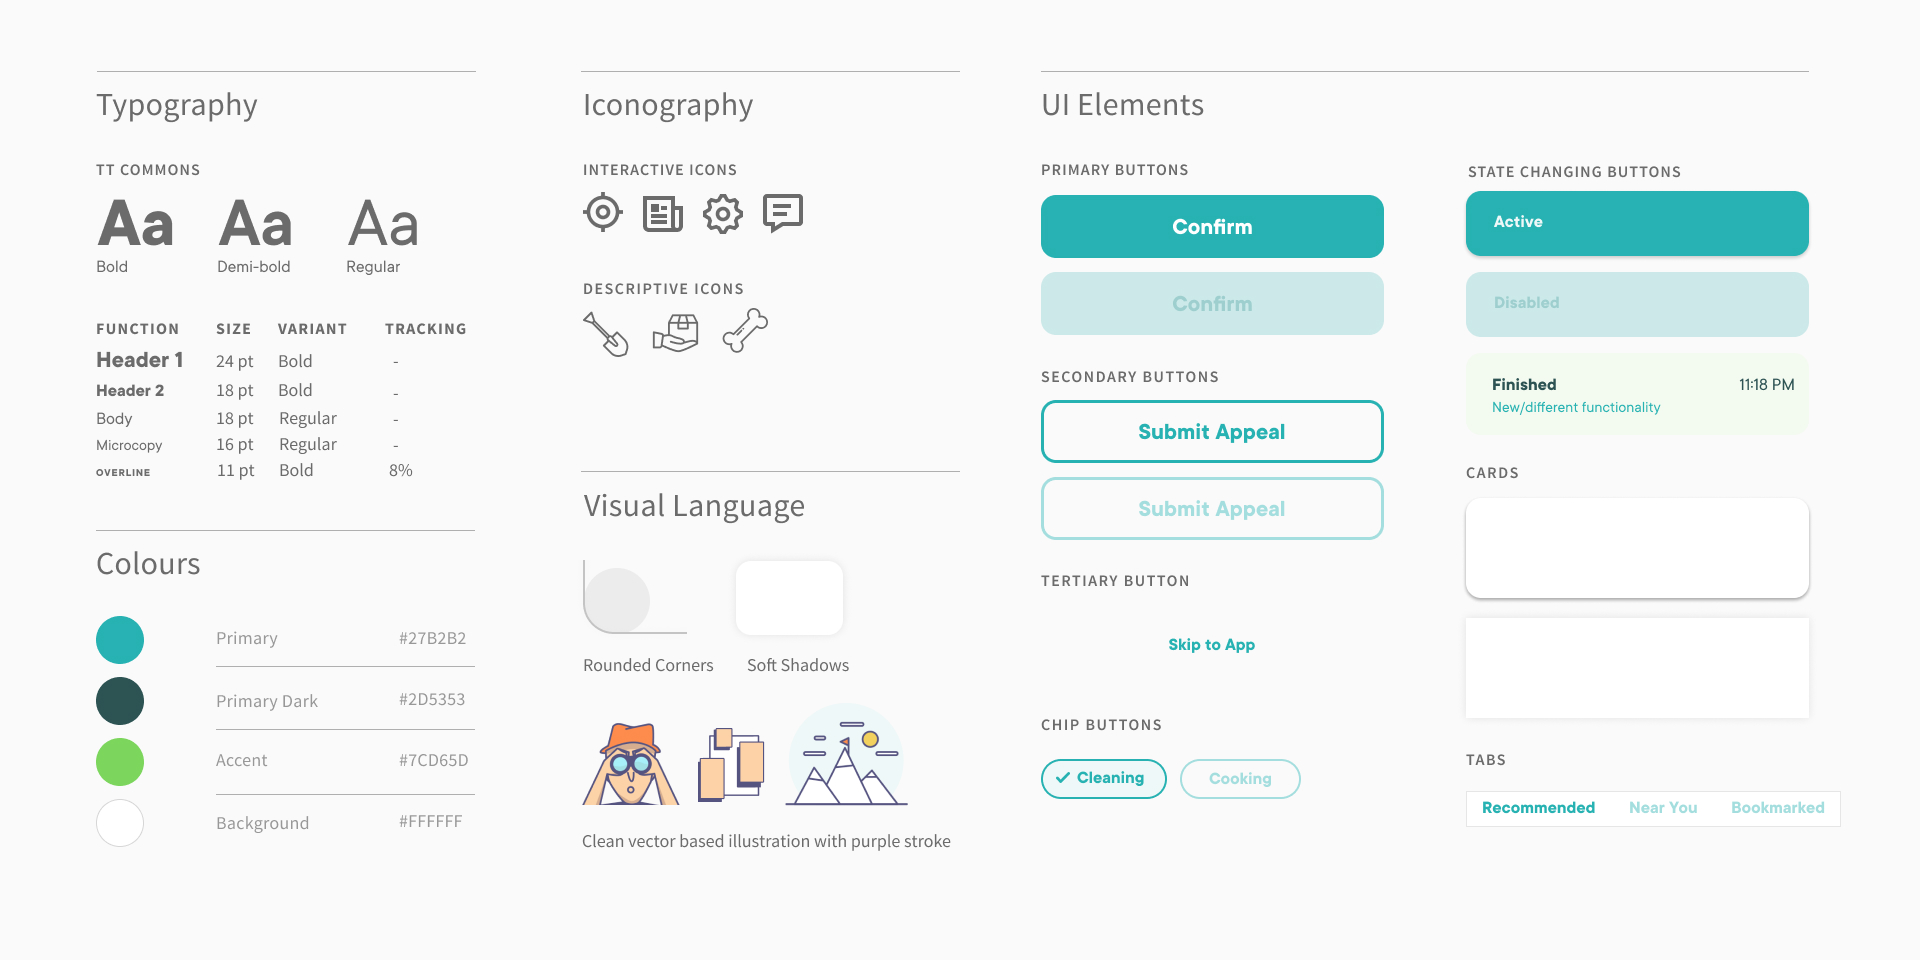 Typography
TT COMMONS
Aa Aa Aa
Bold Demi-bold Regular
FUNCTION SIZE VARIANT TRACKING
Header 1 24 pt Bold -
Header 2 18 pt Bold -
Body 18 pt Regular -
Microcopy 16 pt Regular -
OVERLINE 11 pt Bold 8%
Colours
Primary #27B2B2
Primary Dark #2D5353
Accent #7CD65D
Background #FFFFFF
Iconography
INTERACTIVE ICONS
DESCRIPTIVE ICONS
Visual Language
Rounded Corners Soft Shadows
Clean vector based illustration with purple stroke
UI Elements
PRIMARY BUTTONS
Confirm
Confirm
SECONDARY BUTTONS
Submit Appeal
Submit Appeal
TERTIARY BUTTON
Skip to App
CHIP BUTTONS
Cleaning Cooking
STATE CHANGING BUTTONS
Active
Disabled
Finished 11:18 PM
New/different functionality
CARDS
TABS
Recommended Near You Bookmarked